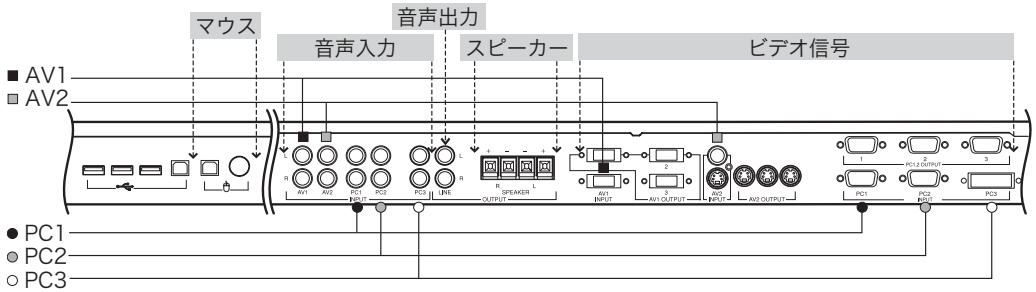 音声出力
マウス
音声入力
スピーカー
ビデオ信号
■ AV1
■ AV2
L
R
L
R
AV1
AV2
PC1
PC2
PC3
LINE
INPUT
OUTPUT
+ - - +
R L
SPEAKER
AV1
INPUT
2
3
AV1 OUTPUT
AV2
INPUT
AV2 OUTPUT
1
2
3
PC1,2 OUTPUT
PC1
PC2
PC3
INPUT
● PC1
● PC2
○ PC3